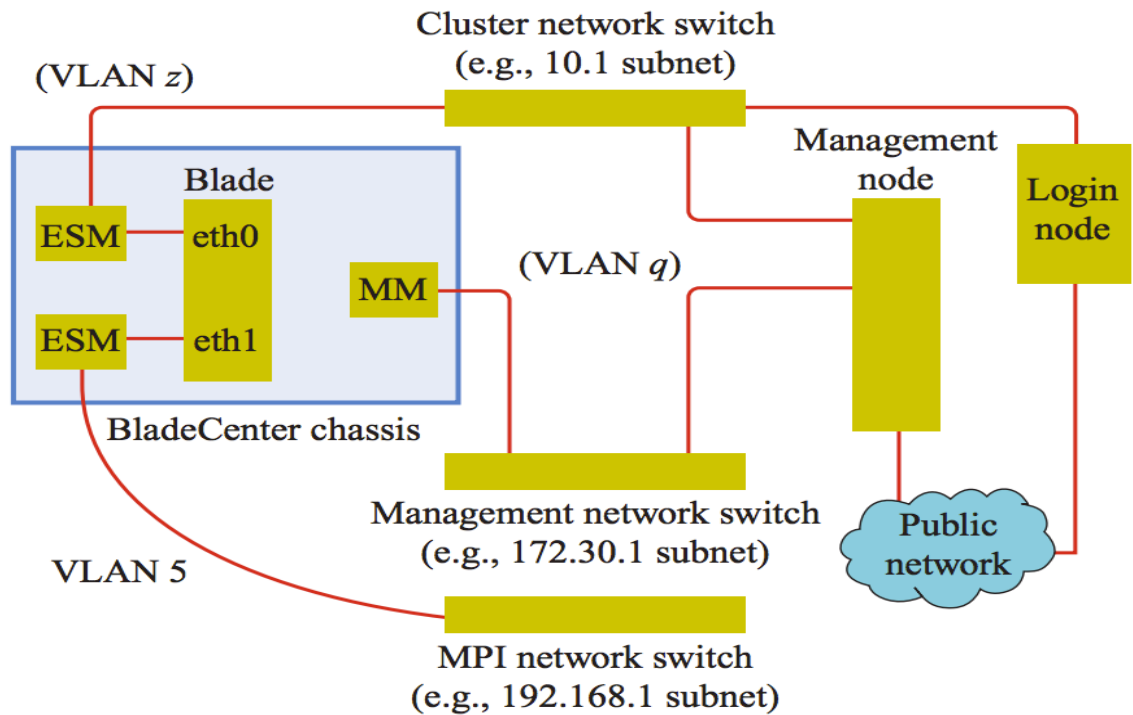 Cluster network switch
(e.g., 10.1 subnet)
(VLAN z)
Management
node
Login
node
Blade
ESM
eth0
(VLAN q)
MM
ESM
eth1
BladeCenter chassis
Management network switch
(e.g., 172.30.1 subnet)
Public
network
VLAN 5
MPI network switch
(e.g., 192.168.1 subnet)